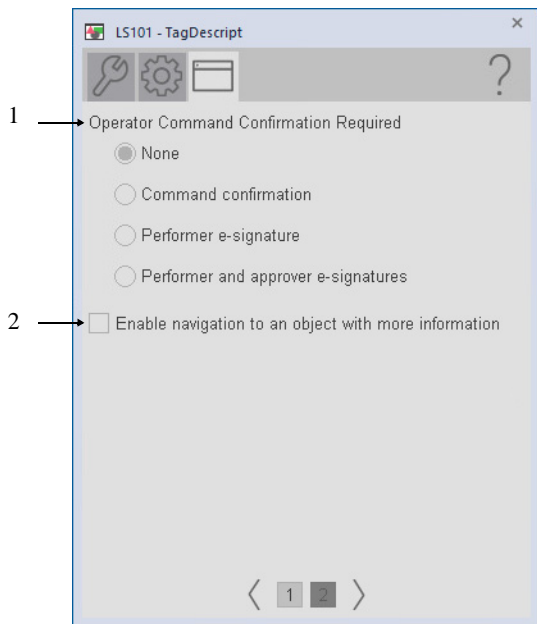 LS101 - TagDescript
?
1 Operator Command Confirmation Required
None
Command confirmation
Performer e-signature
Performer and approver e-signatures
2 Enable navigation to an object with more information
1 2